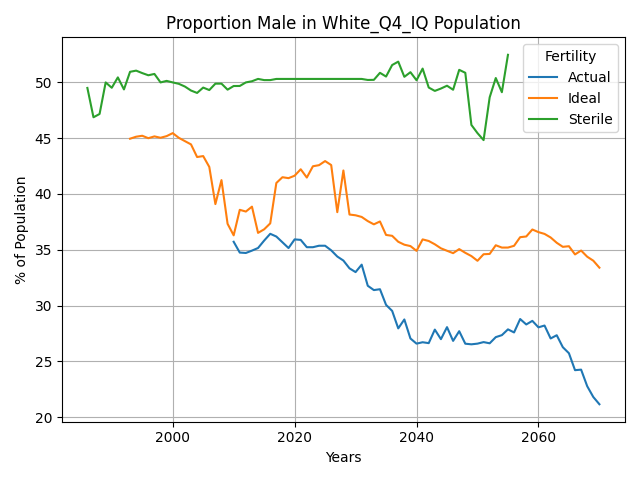 Proportion Male in White_Q4_IQ Population
Fertility
Actual
Ideal
Sterile
% of Population
50
45
40
35
30
25
20
2000
2020
2040
2060
Years